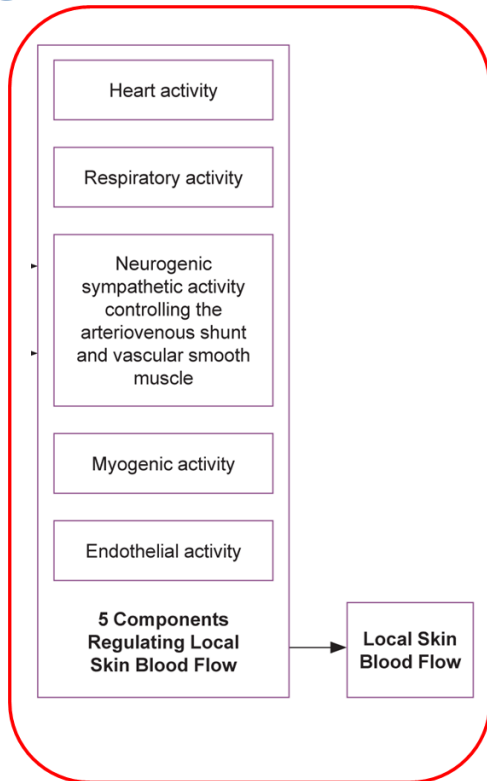 Heart activity
Respiratory activity
Neurogenic
sympathetic activity
controlling the
arteriovenous shunt
and vascular smooth
muscle
Myogenic activity
Endothelial activity
5 Components
Regulating Local
Skin Blood Flow
Local Skin
Blood Flow